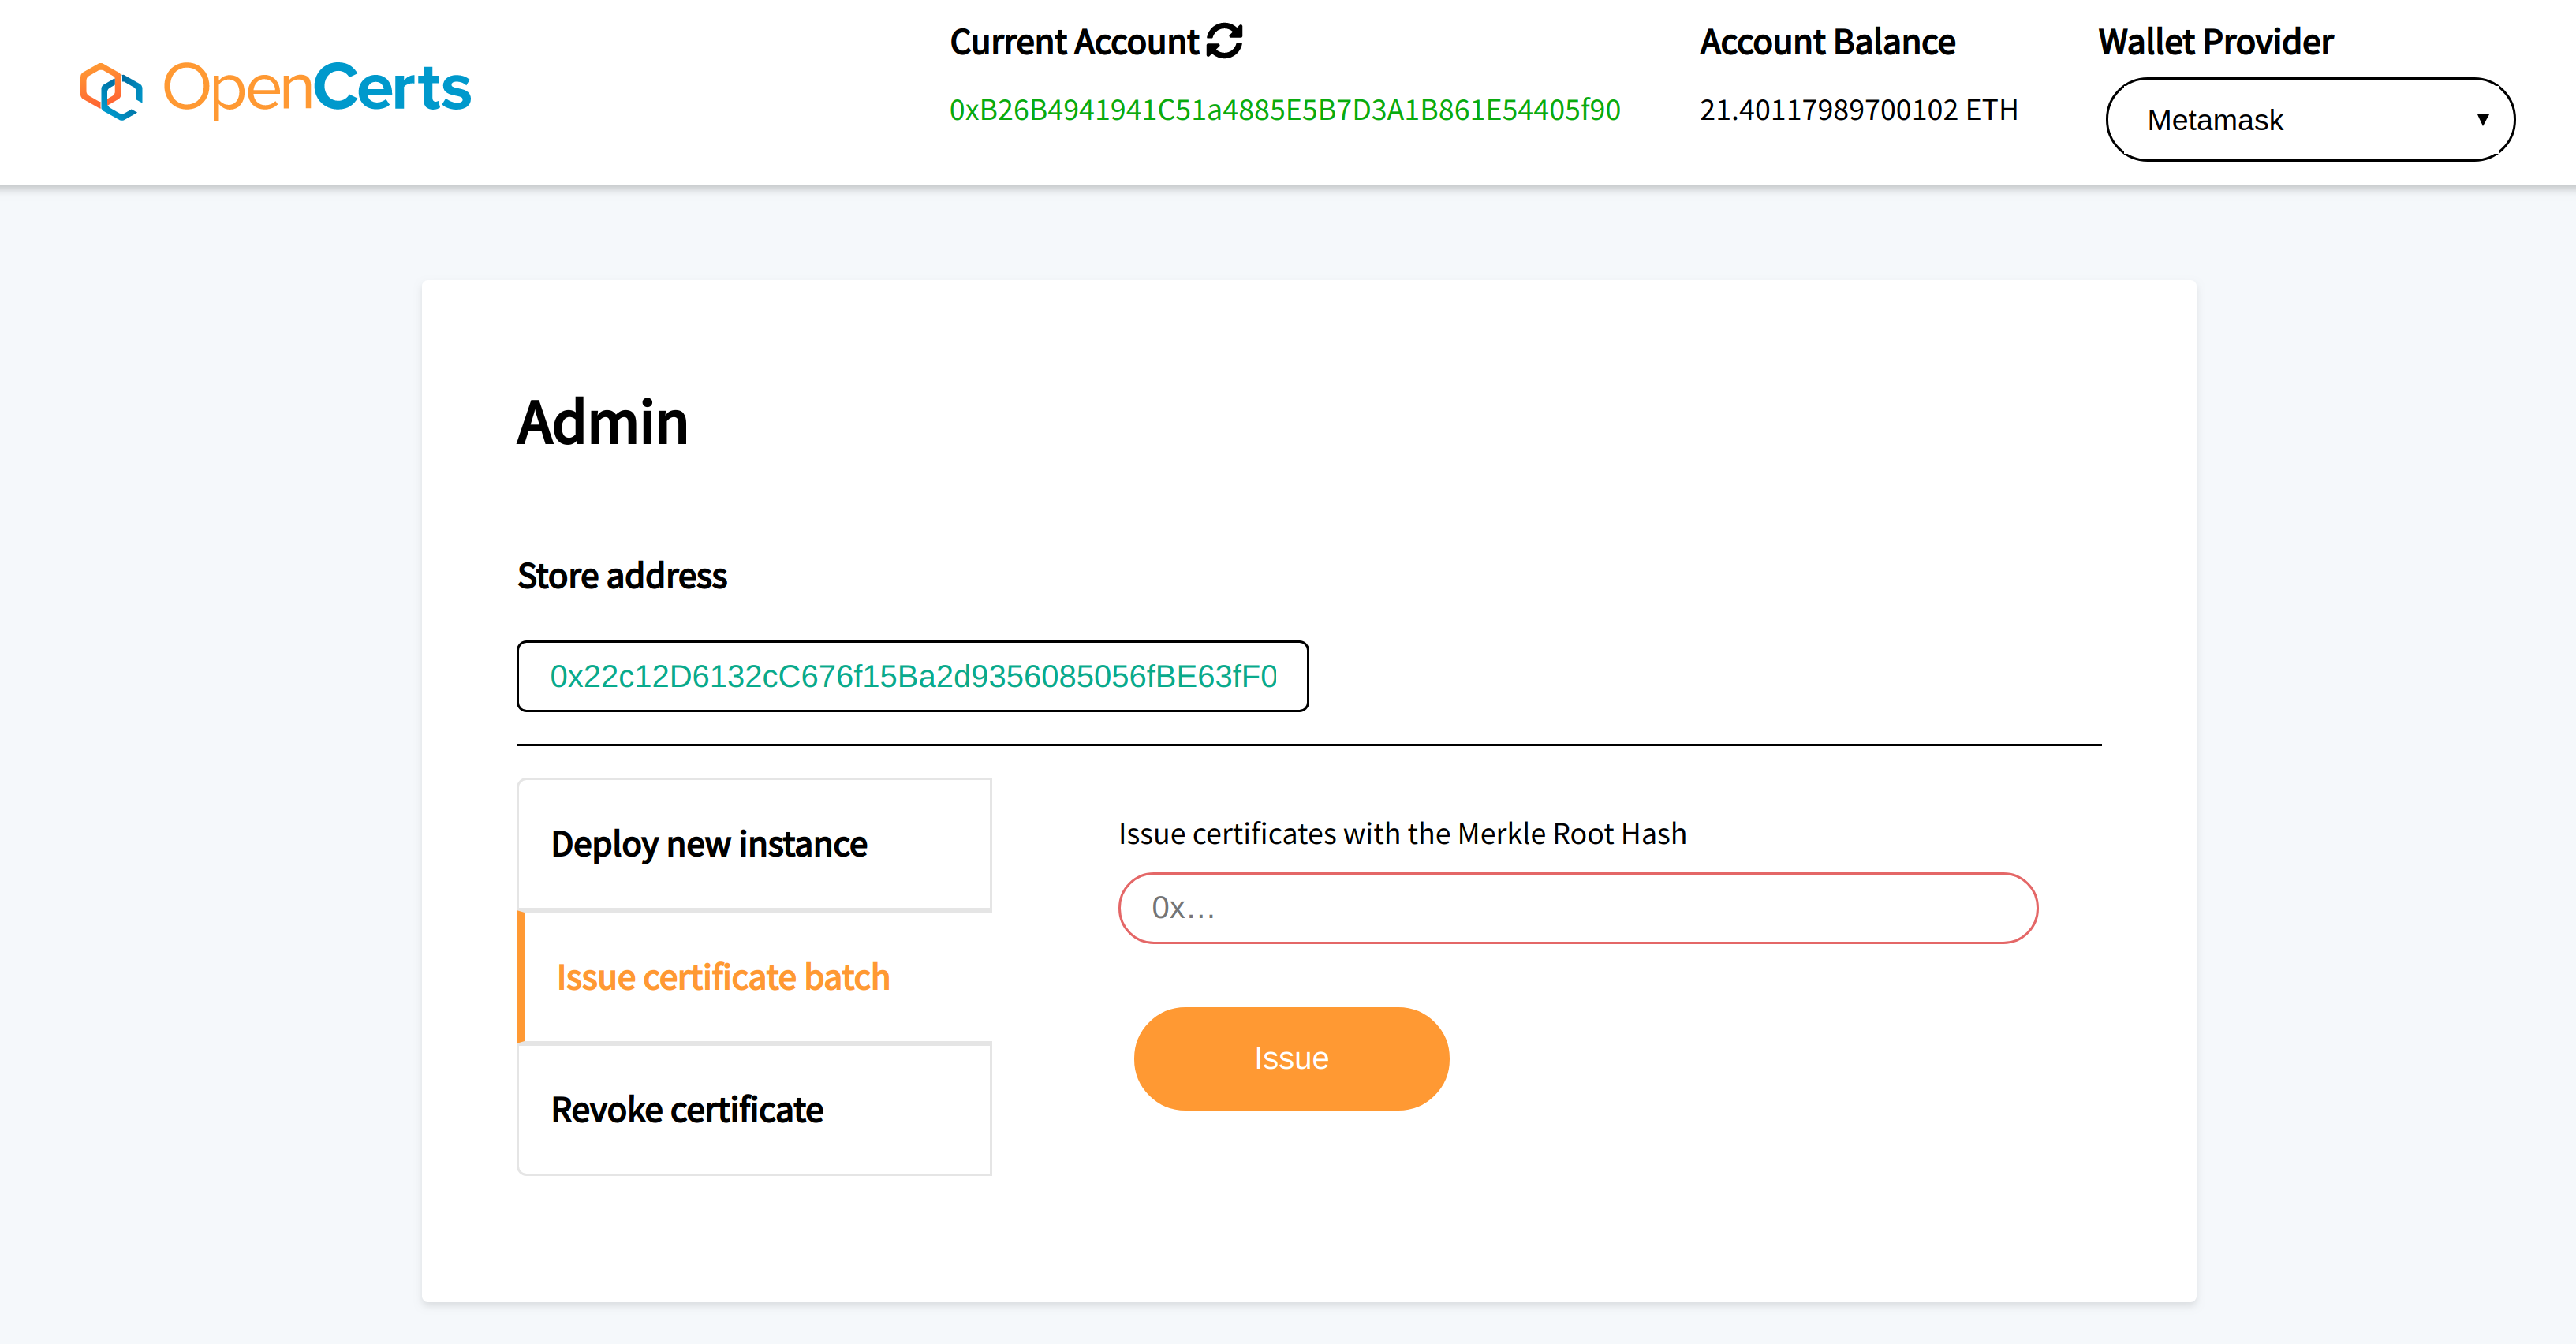 OpenCerts
Current Account
0xB26B4941941C51a4885E5B7D3A1B861E54405f90
Account Balance
21.40117989700102 ETH
Wallet Provider
Metamask
Admin
Store address
0x22c12D6132cC676f15Ba2d9356085056fBE63fF0
Deploy new instance
Issue certificate batch
Revoke certificate
Issue certificates with the Merkle Root Hash
0x…
Issue